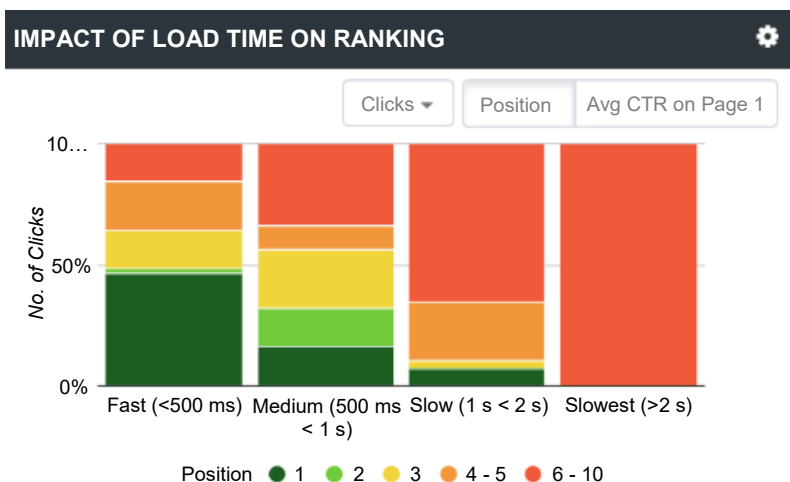 IMPACT OF LOAD TIME ON RANKING
Clicks
Position
Avg CTR on Page 1
10...
50%
0%
No. of Clicks
Fast (<500 ms)
Medium (500 ms
< 1 s)
Slow (1 s < 2 s)
Slowest (>2 s)
Position 1 2 3 4 - 5 6 - 10